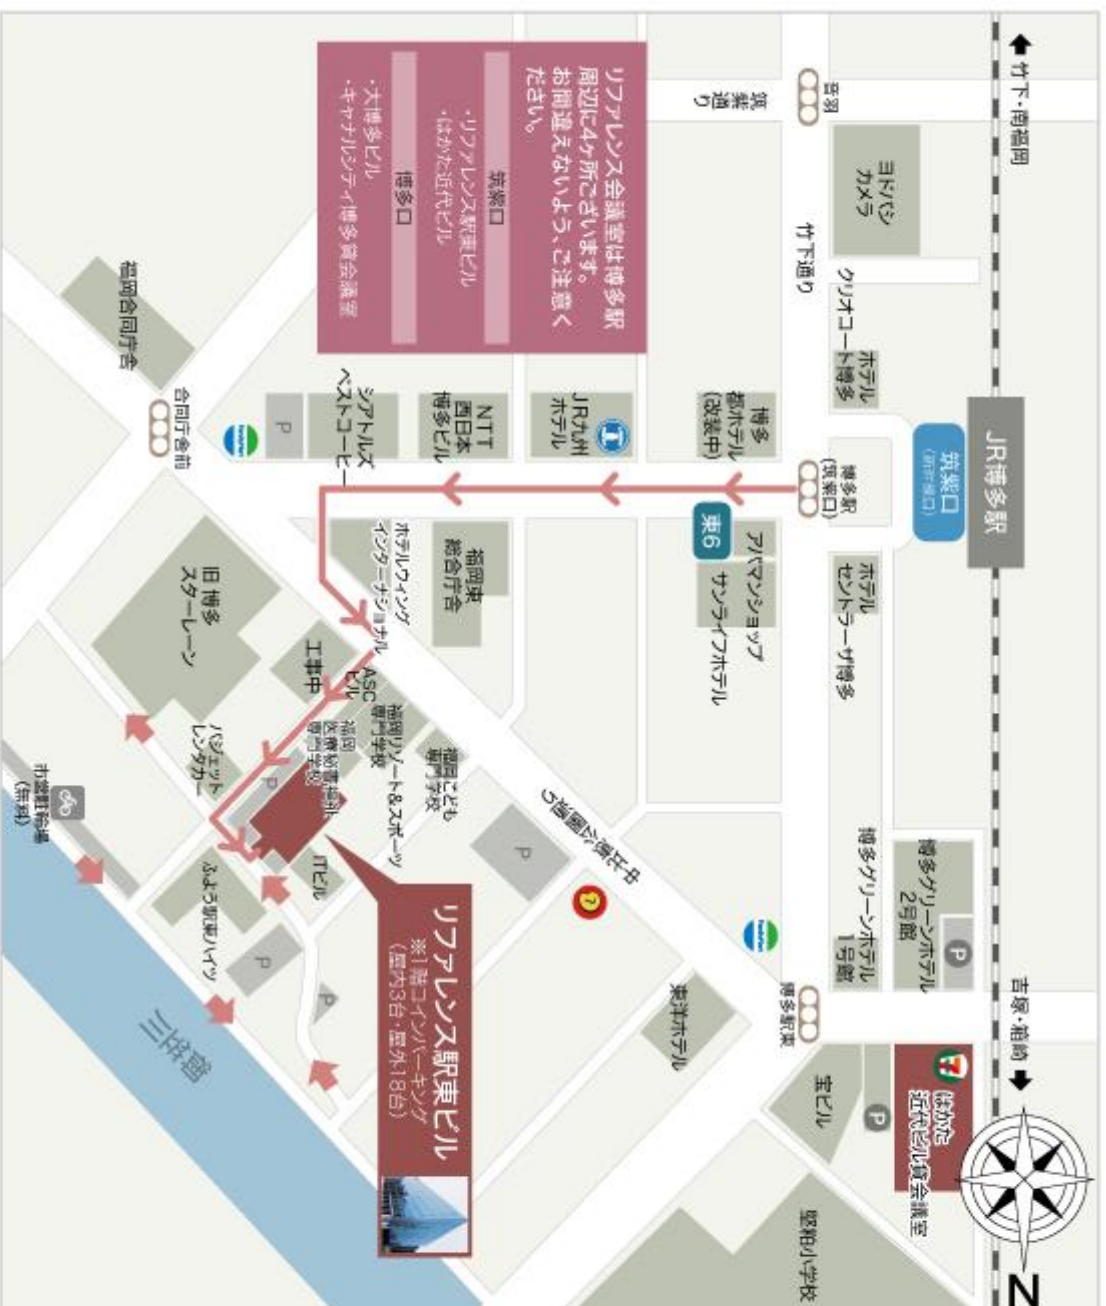 竹下・南福岡
音羽
筑紫通り
ヨドバシ
カメラ
竹下通り
リファレンス会議室は博多駅
周辺に4ヶ所ございます。
お間違えないよう、ご注意く
ださい。
筑紫口
・リファレンス駅東ビル
・はかた近代ビル
博多口
・大博多ビル
・キャナルシティ博多貸会議室
クリオコート博多
ホテル
JR博多駅
筑紫口
(新幹線口)
博多駅
(筑紫口)
博多
都ホテル
(改装中)
JR九州
ホテル
NTT
西日本
博多ビル
シアトルズ
ベストコーヒー
P
FamilyMart
合同庁舎前
福岡合同庁舎
東6
アパマンショップ
サンライフホテル
ホテル
セントラーザ博多
福岡東
総合庁舎
ホテルウィング
インターナショナル
旧 博多
スターレーン
工事中
ASC
ビル
福岡リゾート&スポーツ
専門学校
福岡
医療秘書福祉
専門学校
福岡こども
専門学校
バジェット
レンタカー
P
ITビル
ふよう駅東ハイツ
P
P
市営駐輪場
(無料)
御笠川
中比恵公園通り
P
?
FamilyMart
博多グリーンホテル
2号館
P
博多グリーンホテル
1号館
吉塚・箱崎
博多駅東
東洋ホテル
リファレンス駅東ビル
※1階コインパーキング
(屋内3台・屋外18台)
7
はかた
近代ビル貸会議室
P
宝ビル
堅粕小学校
N